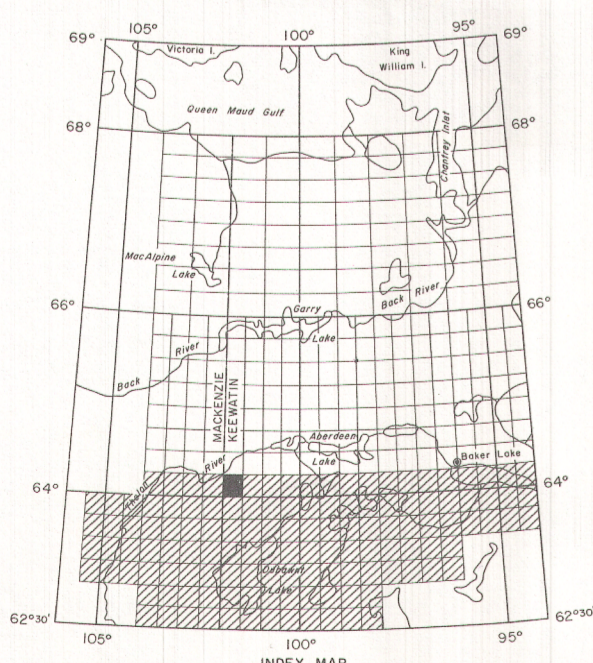 105° 100° 95°
69° 69°
Victoria I. King
William I.
Queen Maud Gulf
68° 68°
Chantrey Inlet
MacAlpine
Lake
Back River
66° 66°
Garry
Lake
River
Back
MACKENZIE
KEEWATIN
Aberdeen
Lake
Baker Lake
River
Thelon
64° 64°
Dubawnt
Lake
62°30' 62°30'
105° 100° 95°
INDEX MAP